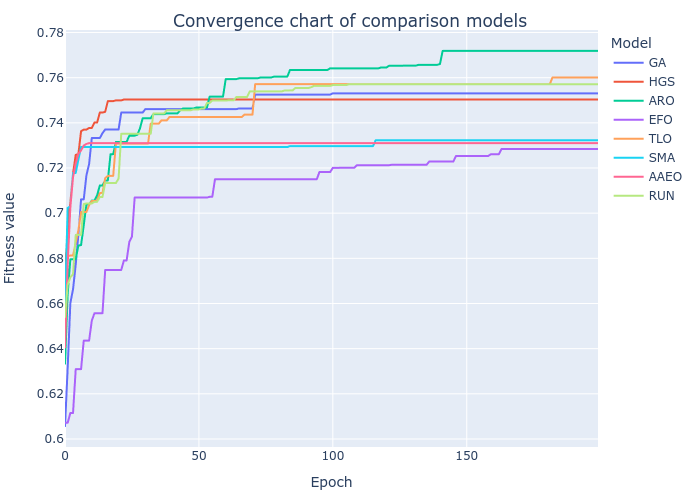 Convergence chart of comparison models
0.78
0.76
0.74
0.72
0.7
0.68
0.66
0.64
0.62
0.6
Fitness value
0
50
100
150
Epoch
Model
GA
HGS
ARO
EFO
TLO
SMA
AAEO
RUN